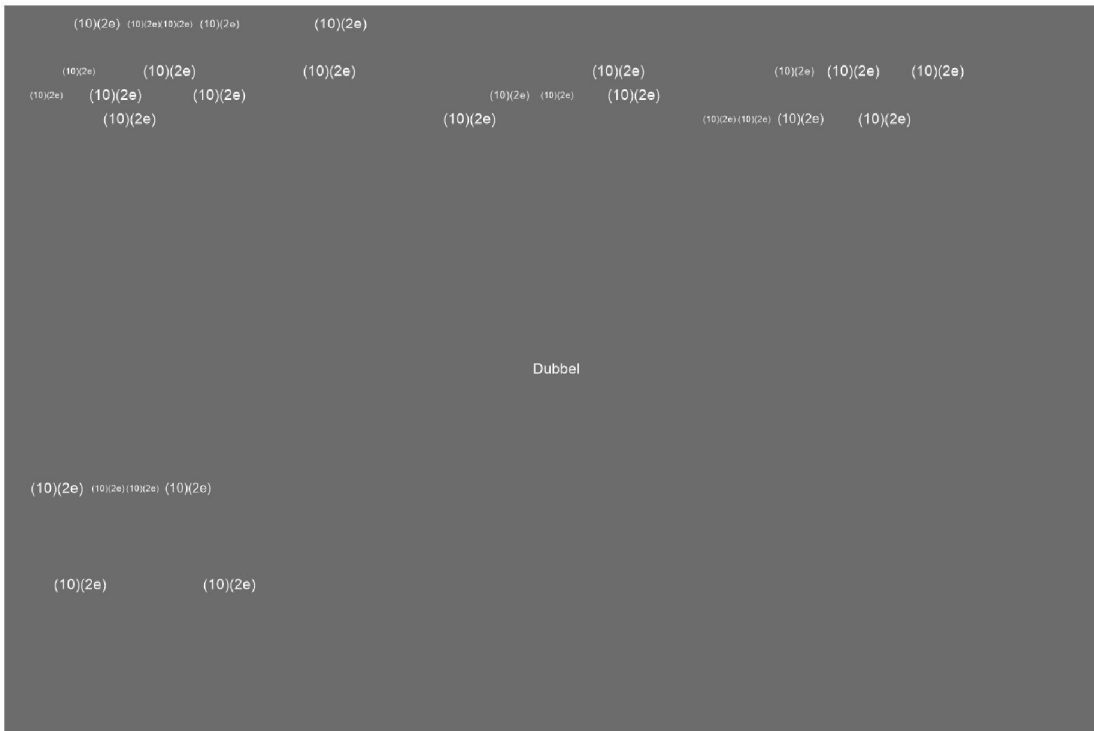 (10)(2e) (10)(2e)(10)(2e) (10)(2e) (10)(2e)
(10)(2e) (10)(2e) (10)(2e) (10)(2e) (10)(2e) (10)(2e) (10)(2e)
(10)(2e) (10)(2e) (10)(2e) (10)(2e) (10)(2e) (10)(2e)
(10)(2e) (10)(2e) (10)(2e) (10)(2e) (10)(2e) (10)(2e)
Dubbel
(10)(2e) (10)(2e) (10)(2e) (10)(2e)
(10)(2e) (10)(2e)